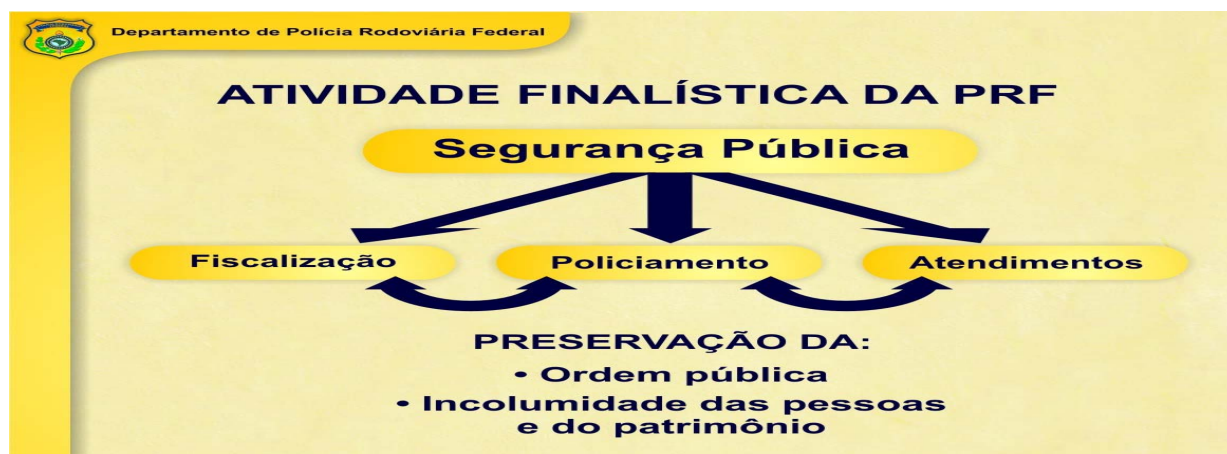 Departamento de Polícia Rodoviária Federal
ATIVIDADE FINALÍSTICA DA PRF
Segurança Pública
Fiscalização
Policiamento
Atendimentos
PRESERVAÇÃO DA:
• Ordem pública
• Incolumidade das pessoas
e do patrimônio